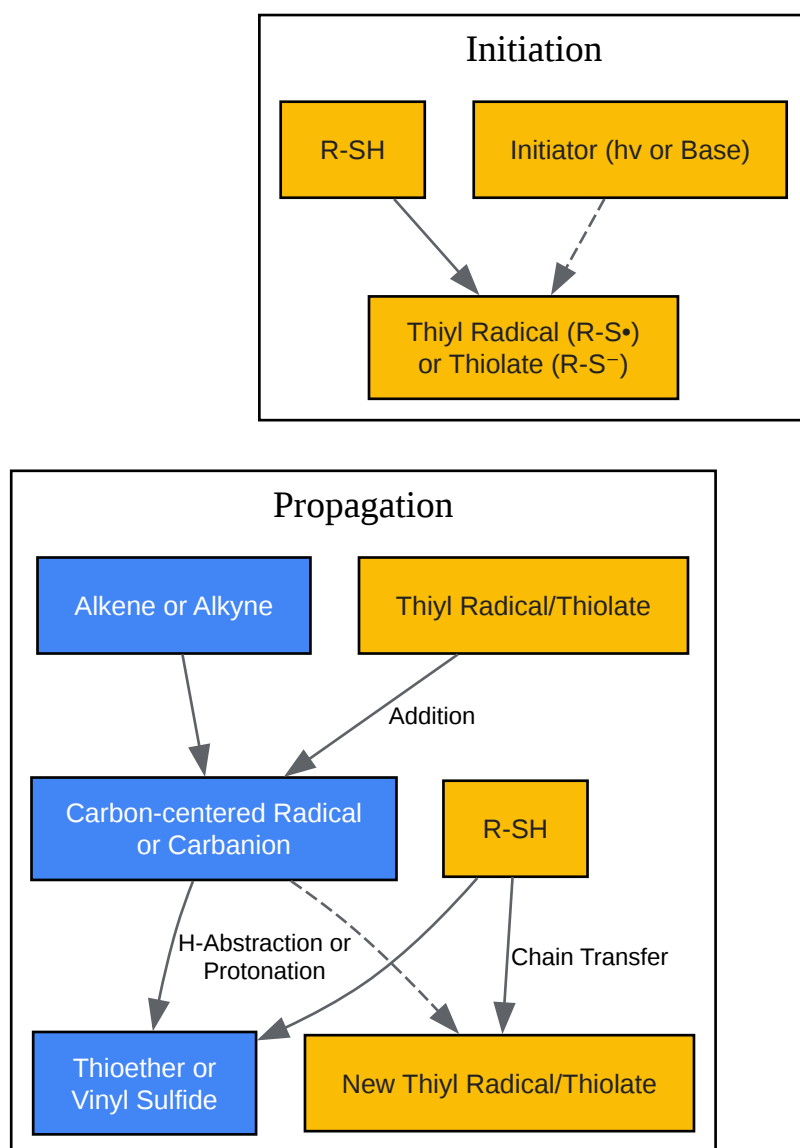 Initiation
R-SH
Initiator (hv or Base)
Thiyl Radical (R-S•)
or Thiolate (R-S⁻)
Propagation
Alkene or Alkyne
Thiyl Radical/Thiolate
Addition
Carbon-centered Radical
or Carbanion
R-SH
H-Abstraction or
Protonation
Chain Transfer
Thioether or
Vinyl Sulfide
New Thiyl Radical/Thiolate